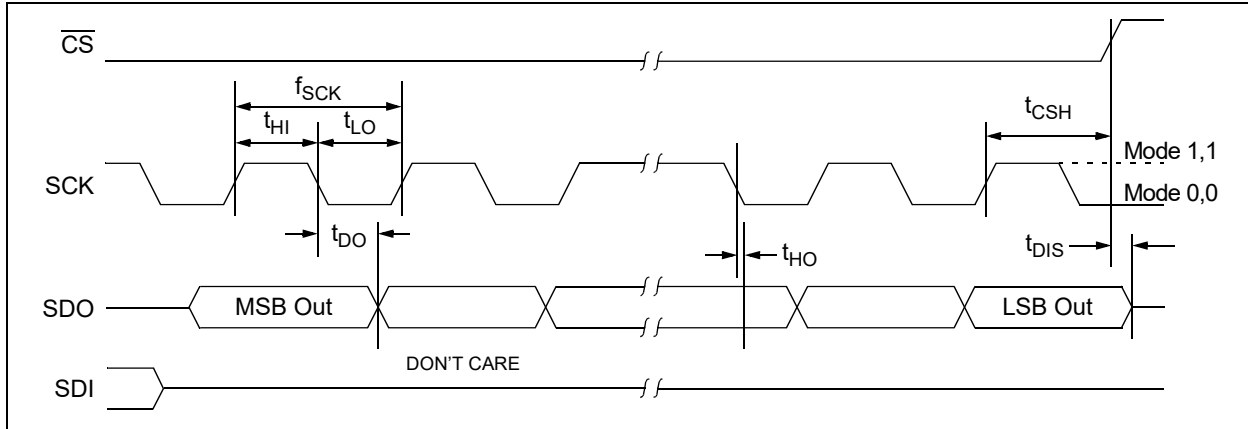 CS
fSCK
tHI
tLO
tCSH
Mode 1,1
SCK
Mode 0,0
tDO
tHO
tDIS
SDO
MSB Out
LSB Out
DON'T CARE
SDI